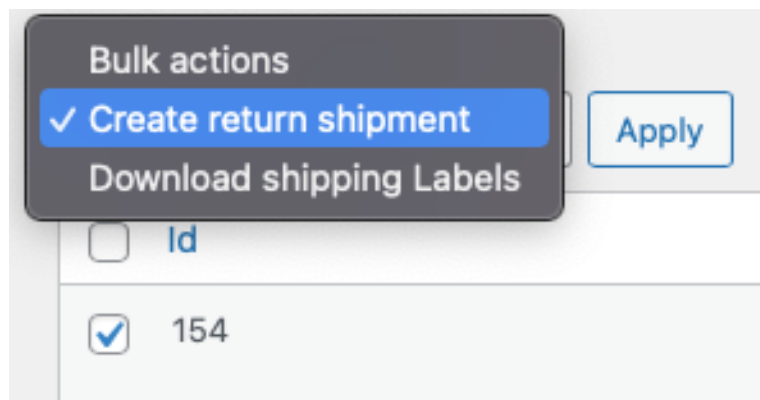 Bulk actions
Create return shipment
Apply
Download shipping Labels
Id
154